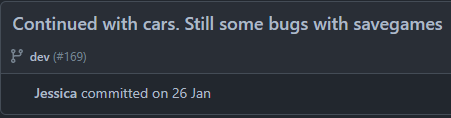 Continued with cars. Still some bugs with savegames
dev (#169)
Jessica committed on 26 Jan